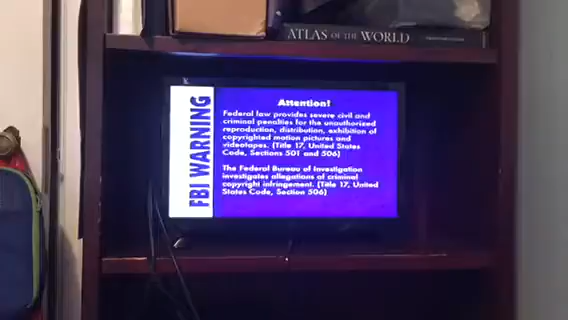 ATLAS OF THE WORLD
FBI WARNING
Attention!
Federal law provides severe civil and
criminal penalties for the unauthorized
reproduction, distribution, exhibition of
copyrighted motion pictures and
videotapes. (Title 17, United States
Code, Sections 501 and 506)
The Federal Bureau of Investigation
investigates allegations of criminal
copyright infringement. (Title 17, United
States Code, Section 506)